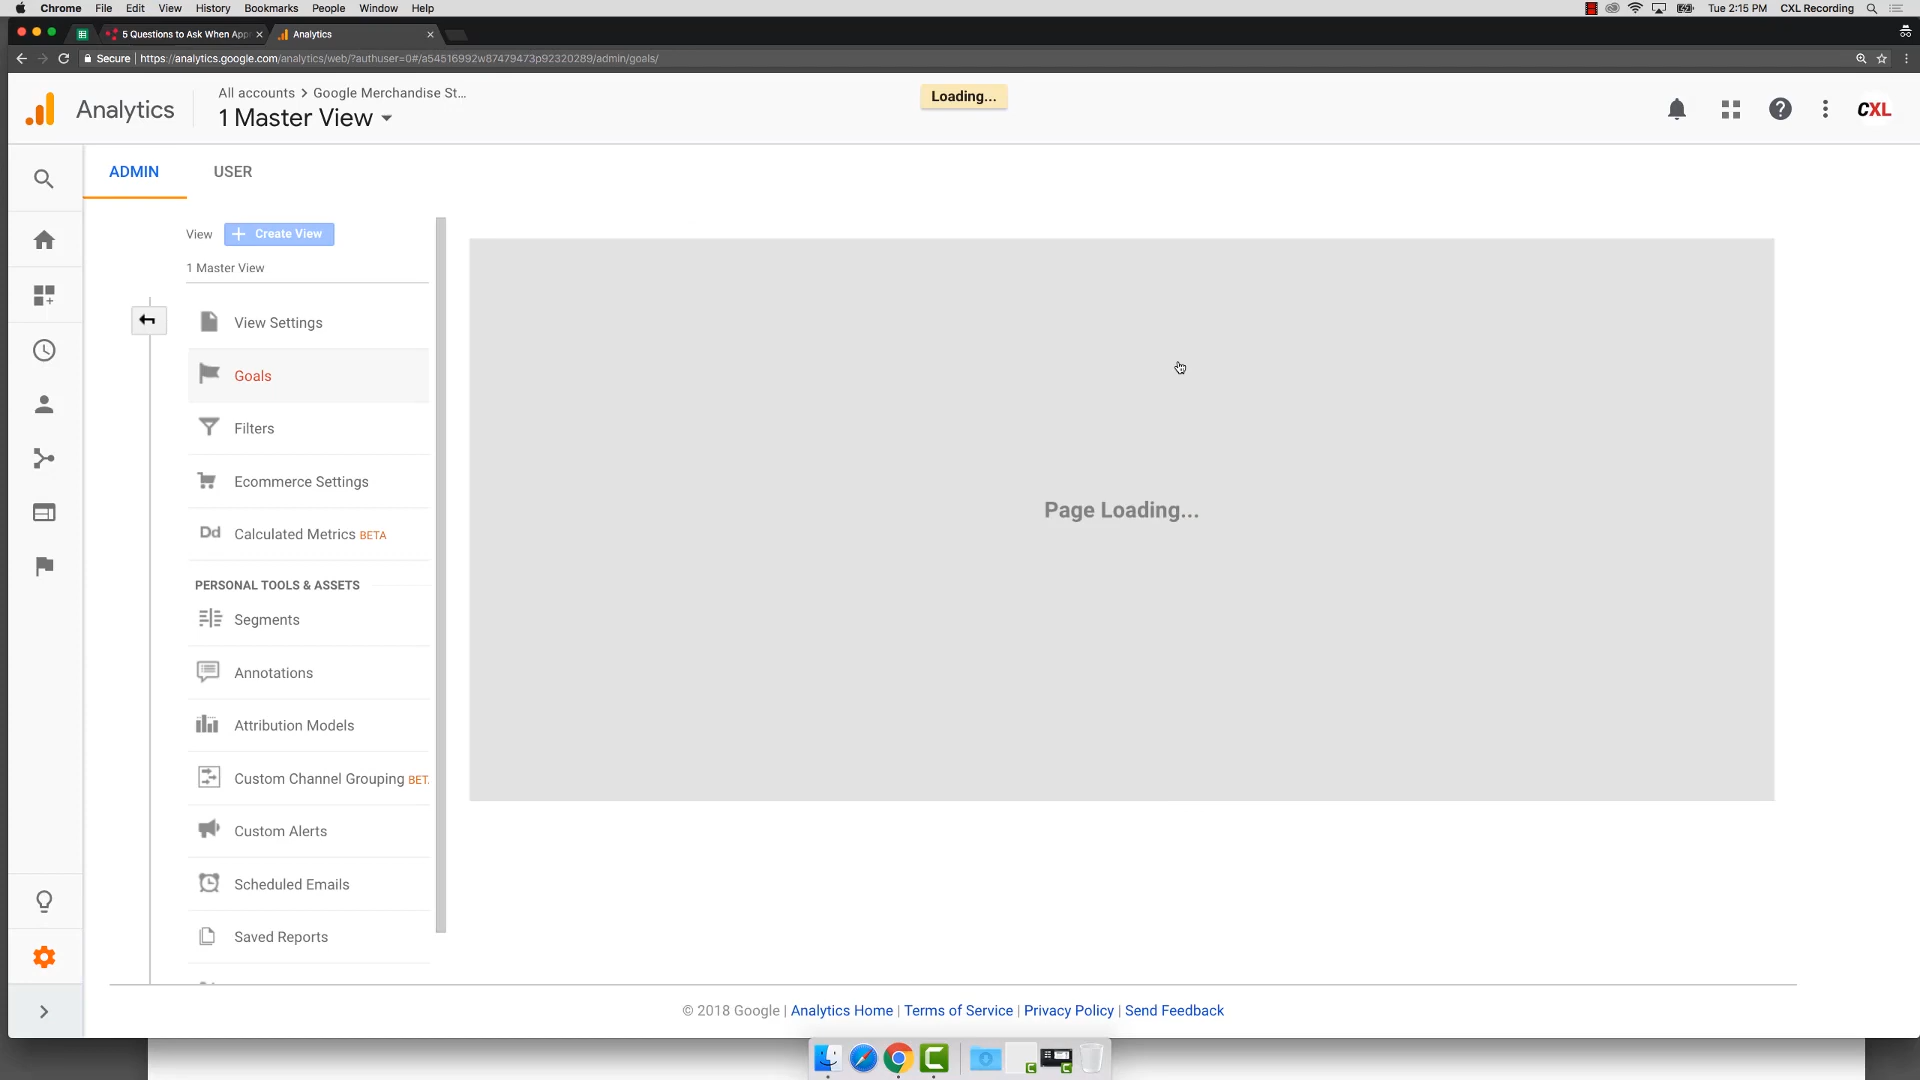 Chrome File Edit View History Bookmarks People Window Help
Tue 2:15 PM CXL Recording
5 Questions to Ask When App
Analytics
Secure https://analytics.google.com/analytics/web/?authuser=0#/a54516992w87479473p92320289/admin/goals/
Analytics
All accounts > Google Merchandise St...
1 Master View
Loading...
CXL
ADMIN USER
View + Create View
1 Master View
View Settings
Goals
Filters
Ecommerce Settings
Dd Calculated Metrics BETA
PERSONAL TOOLS & ASSETS
Segments
Annotations
Attribution Models
Custom Channel Grouping BET
Custom Alerts
Scheduled Emails
Saved Reports
Page Loading...
© 2018 Google | Analytics Home | Terms of Service | Privacy Policy | Send Feedback